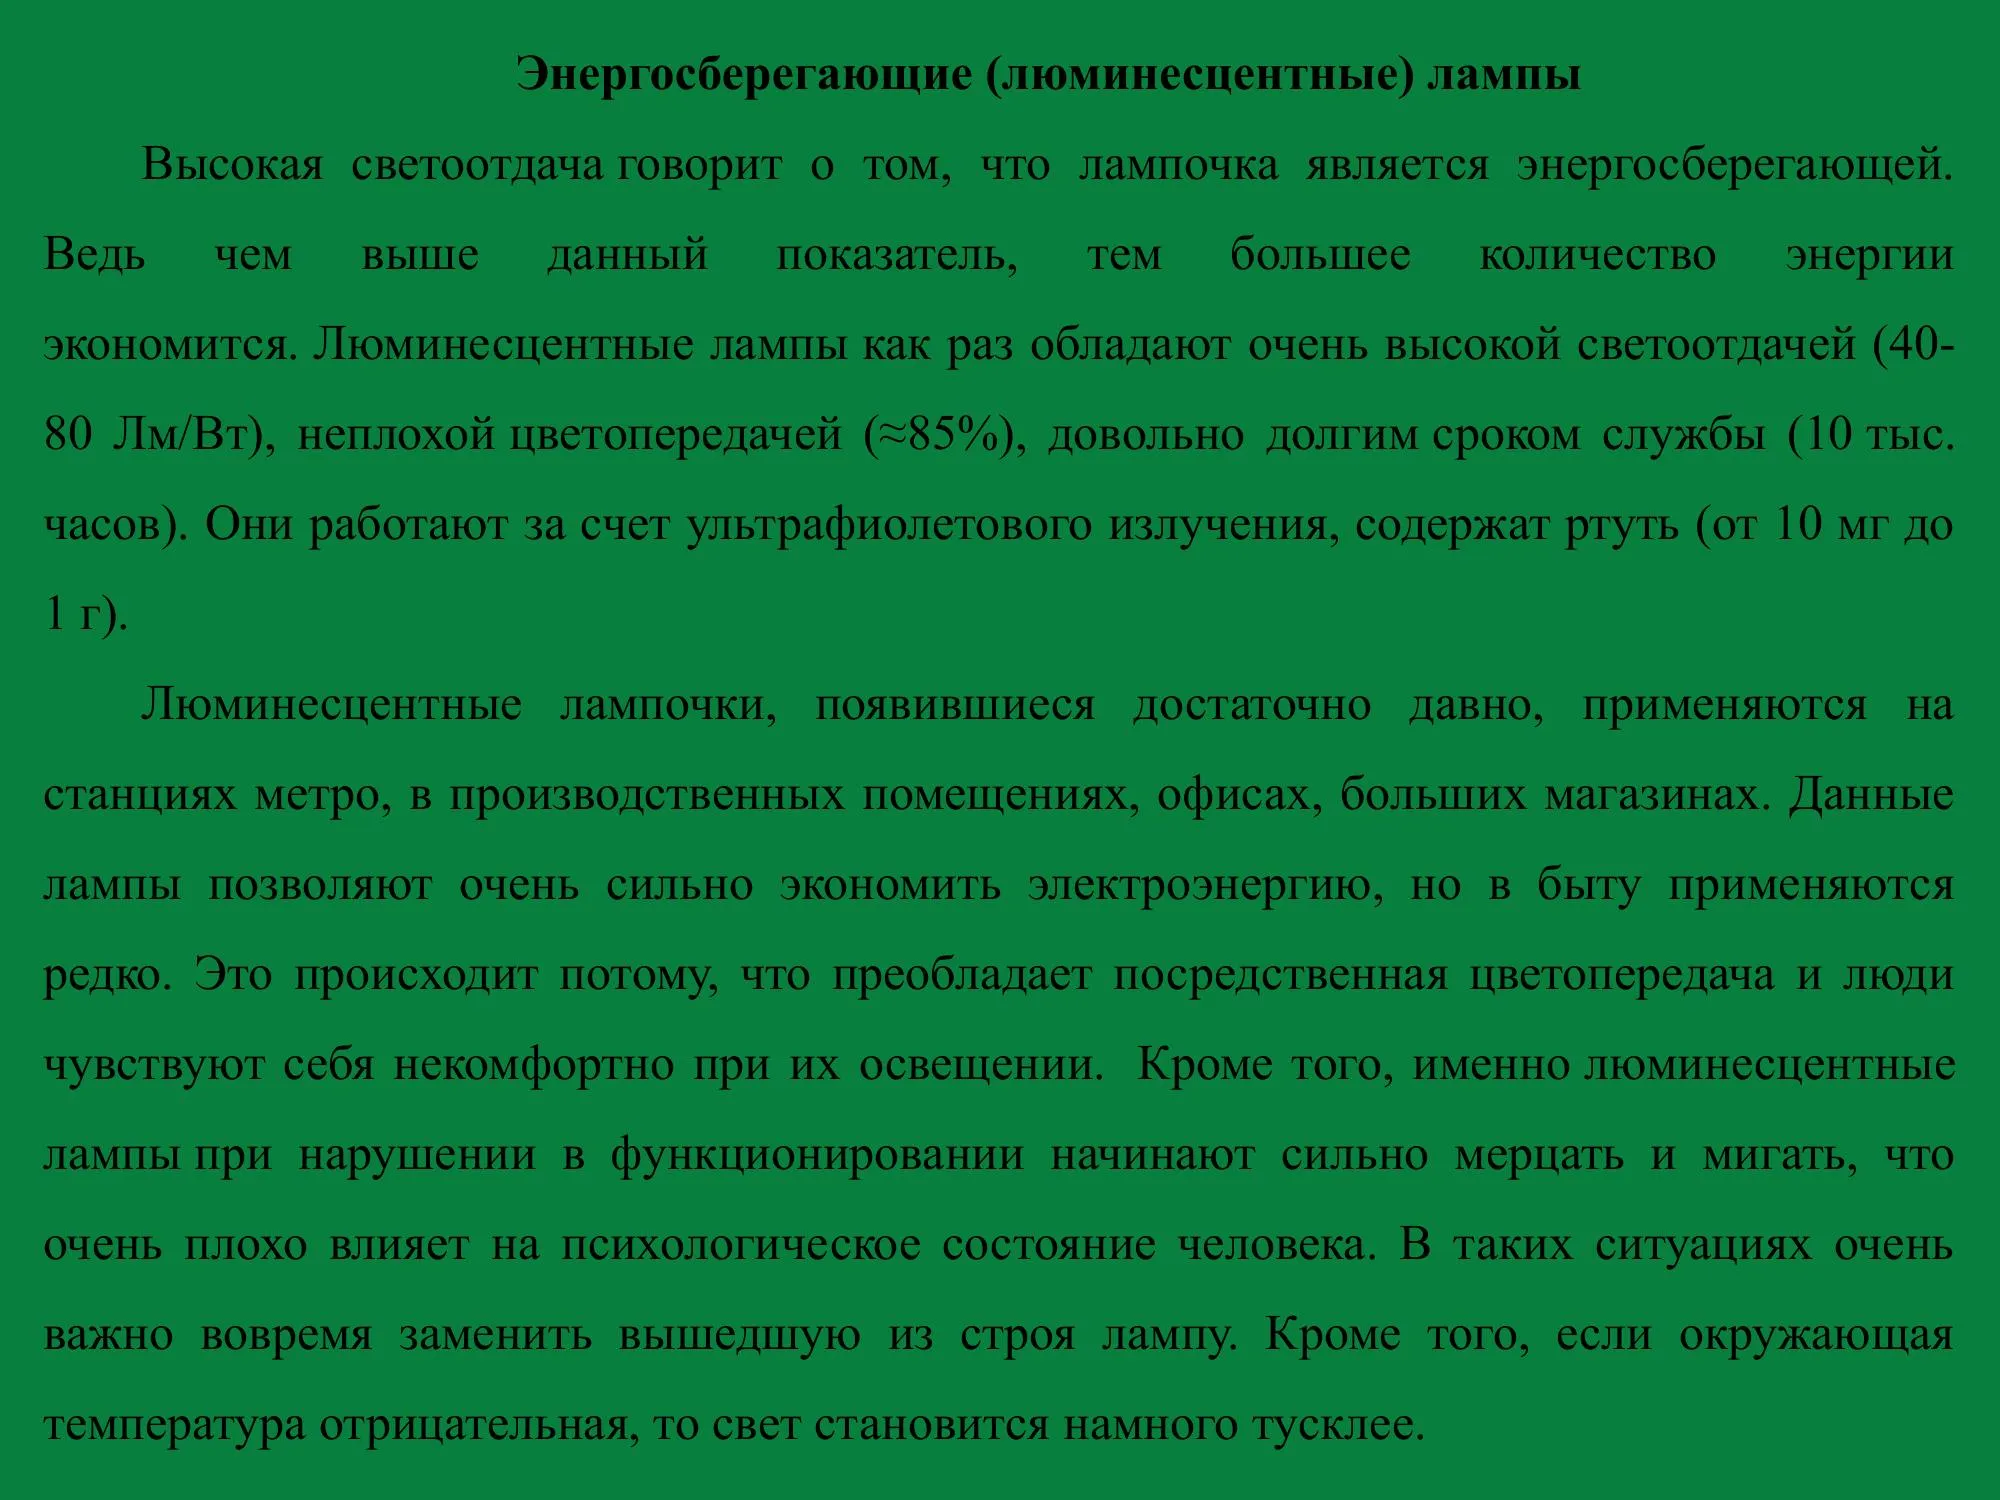 Энергосберегающие (люминесцентные) лампы
Высокая светоотдача говорит о том, что лампочка является энергосберегающей.
Ведь чем выше данный показатель, тем большее количество энергии
экономится. Люминесцентные лампы как раз обладают очень высокой светоотдачей (40-
80 Лм/Вт), неплохой цветопередачей (≈85%), довольно долгим сроком службы (10 тыс.
часов). Они работают за счет ультрафиолетового излучения, содержат ртуть (от 10 мг до
1 г).
Люминесцентные лампочки, появившиеся достаточно давно, применяются на
станциях метро, в производственных помещениях, офисах, больших магазинах. Данные
лампы позволяют очень сильно экономить электроэнергию, но в быту применяются
редко. Это происходит потому, что преобладает посредственная цветопередача и люди
чувствуют себя некомфортно при их освещении. Кроме того, именно люминесцентные
лампы при нарушении в функционировании начинают сильно мерцать и мигать, что
очень плохо влияет на психологическое состояние человека. В таких ситуациях очень
важно вовремя заменить вышедшую из строя лампу. Кроме того, если окружающая
температура отрицательная, то свет становится намного тусклее.